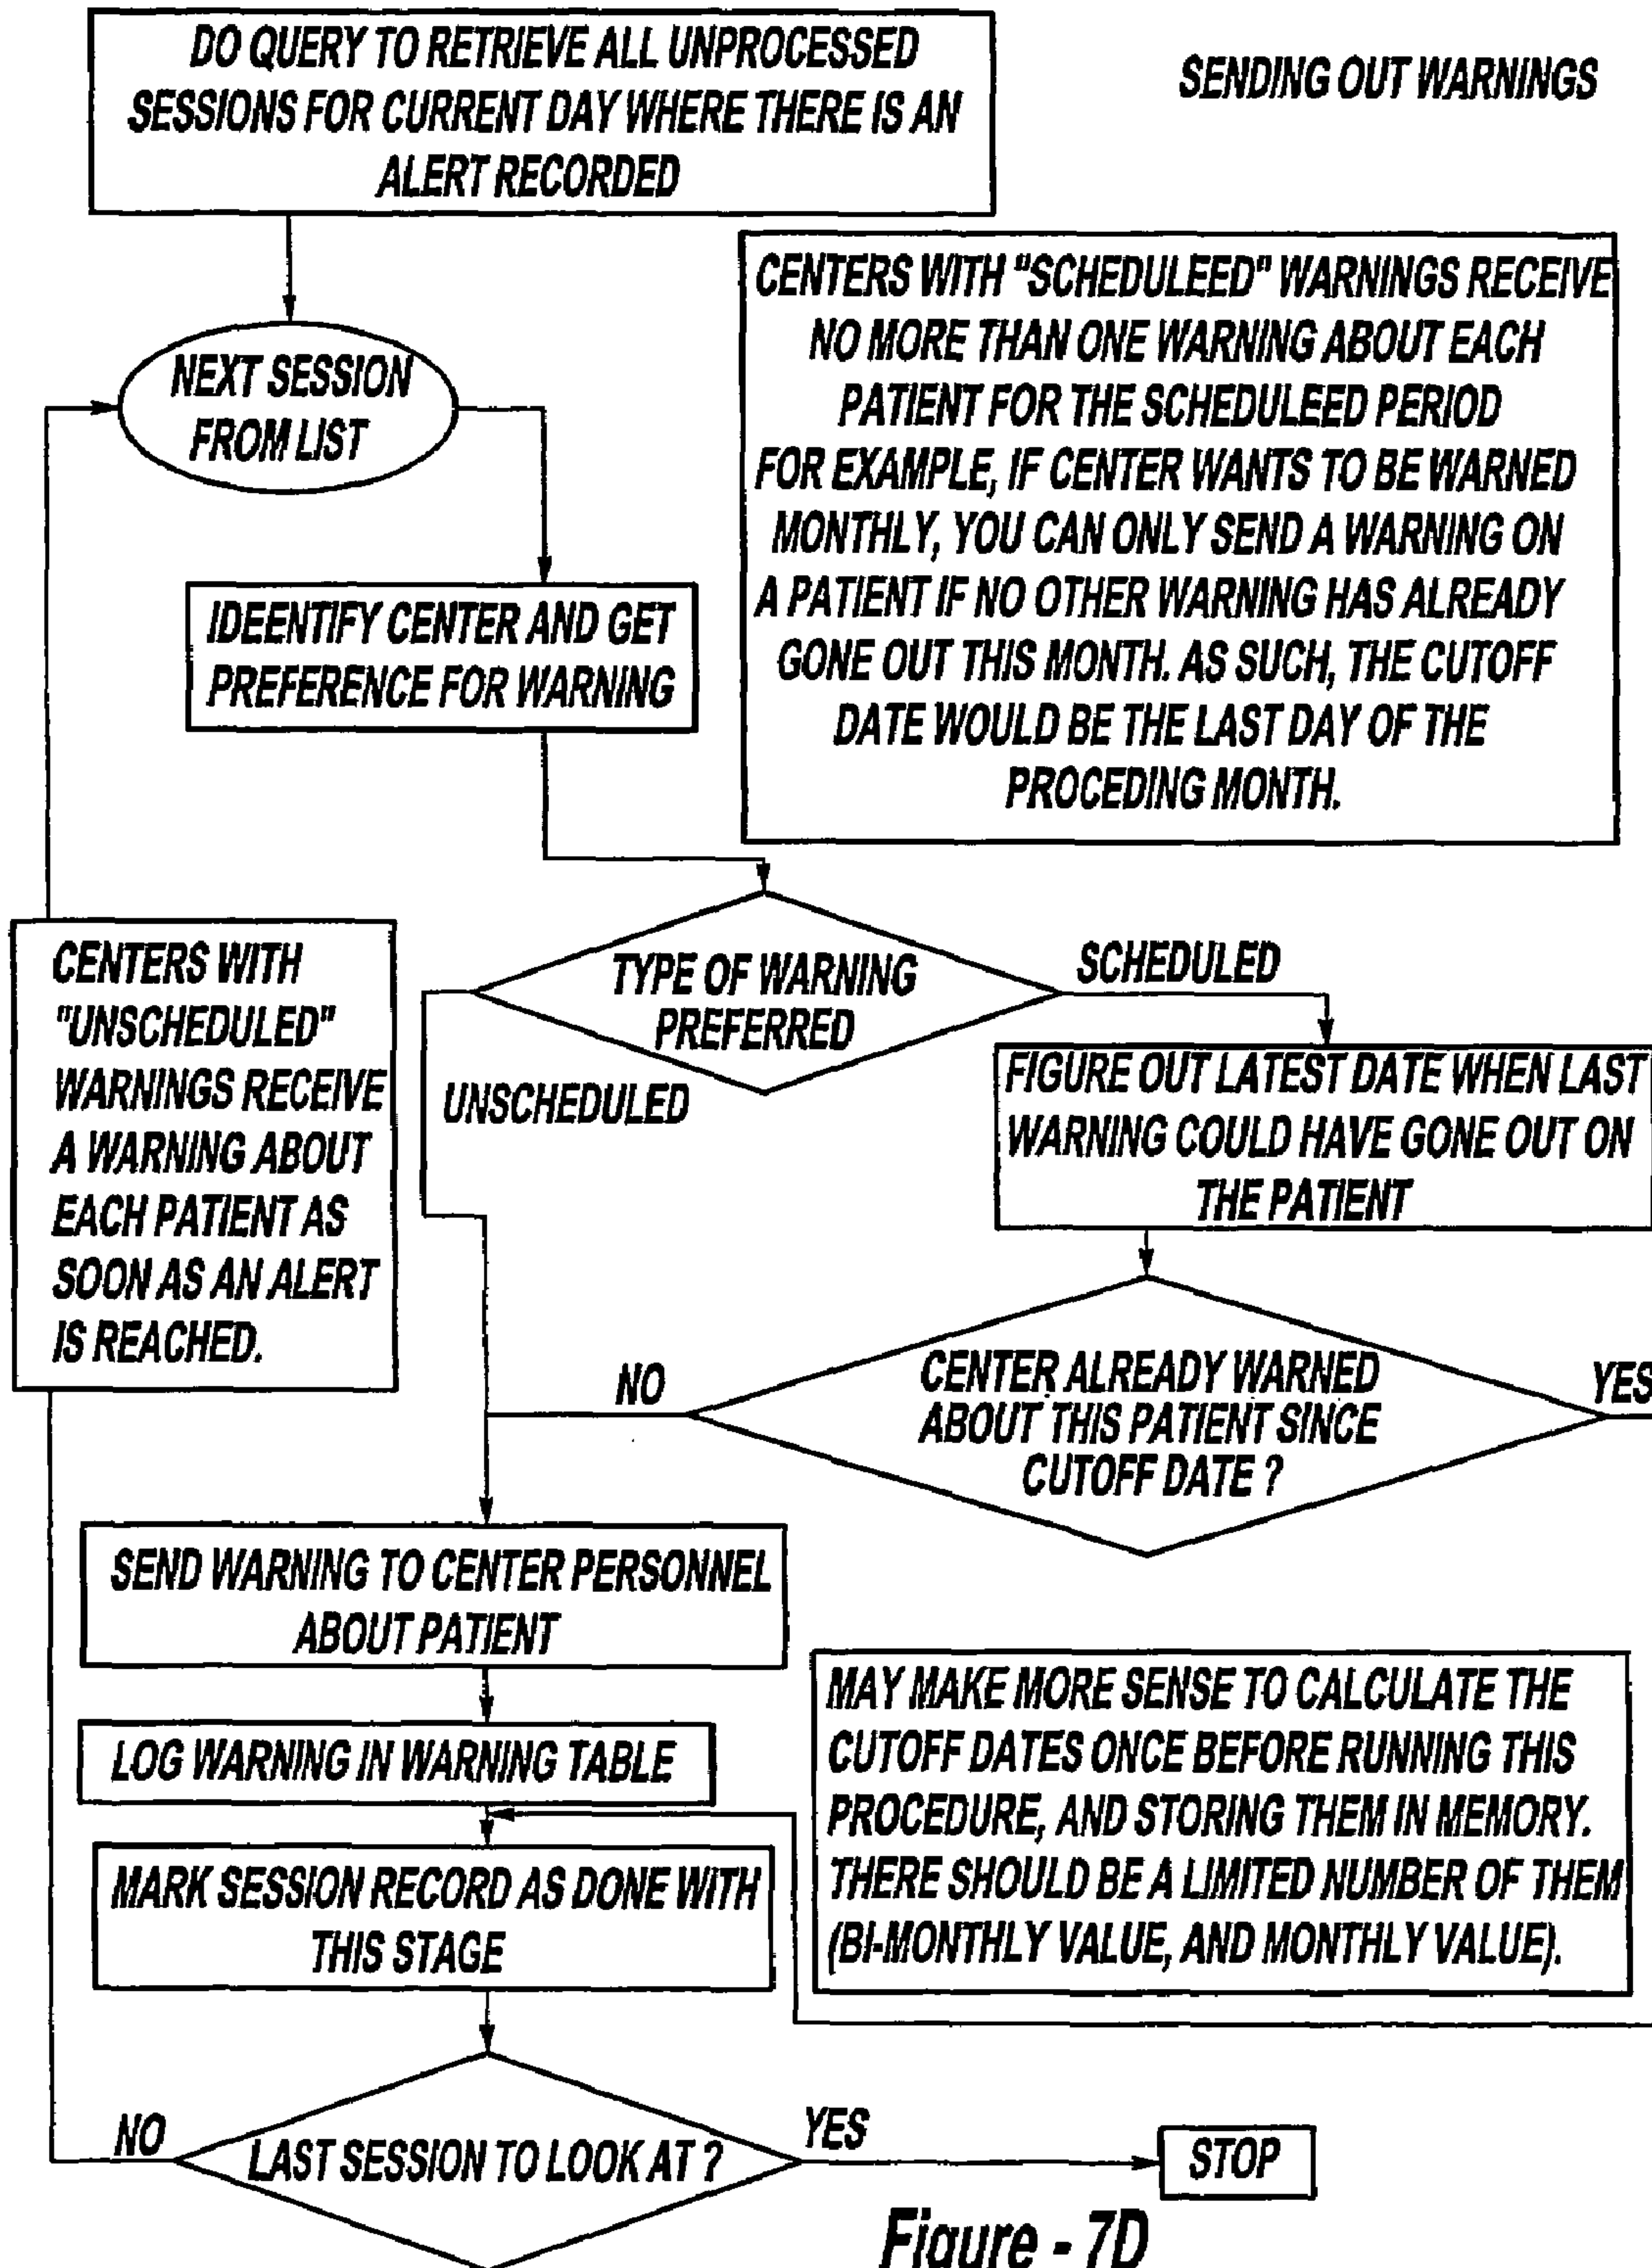 DO QUERY TO RETRIEVE ALL UNPROCESSED
SESSIONS FOR CURRENT DAY WHERE THERE IS AN
ALERT RECORDED
SENDING OUT WARNINGS
NEXT SESSION
FROM LIST
CENTERS WITH "SCHEDULEED" WARNINGS RECEIVE
NO MORE THAN ONE WARNING ABOUT EACH
PATIENT FOR THE SCHEDULEED PERIOD
FOR EXAMPLE, IF CENTER WANTS TO BE WARNED
MONTHLY, YOU CAN ONLY SEND A WARNING ON
A PATIENT IF NO OTHER WARNING HAS ALREADY
GONE OUT THIS MONTH. AS SUCH, THE CUTOFF
DATE WOULD BE THE LAST DAY OF THE
PROCEDING MONTH.
IDEENTIFY CENTER AND GET
PREFERENCE FOR WARNING
CENTERS WITH
"UNSCHEDULED"
WARNINGS RECEIVE
A WARNING ABOUT
EACH PATIENT AS
SOON AS AN ALERT
IS REACHED.
TYPE OF WARNING
PREFERRED
SCHEDULED
UNSCHEDULED
FIGURE OUT LATEST DATE WHEN LAST
WARNING COULD HAVE GONE OUT ON
THE PATIENT
CENTER ALREADY WARNED
ABOUT THIS PATIENT SINCE
CUTOFF DATE ?
NO
YES
SEND WARNING TO CENTER PERSONNEL
ABOUT PATIENT
LOG WARNING IN WARNING TABLE
MARK SESSION RECORD AS DONE WITH
THIS STAGE
MAY MAKE MORE SENSE TO CALCULATE THE
CUTOFF DATES ONCE BEFORE RUNNING THIS
PROCEDURE, AND STORING THEM IN MEMORY.
THERE SHOULD BE A LIMITED NUMBER OF THEM
(BI-MONTHLY VALUE, AND MONTHLY VALUE).
NO
LAST SESSION TO LOOK AT ?
YES
STOP
Figure - 7D